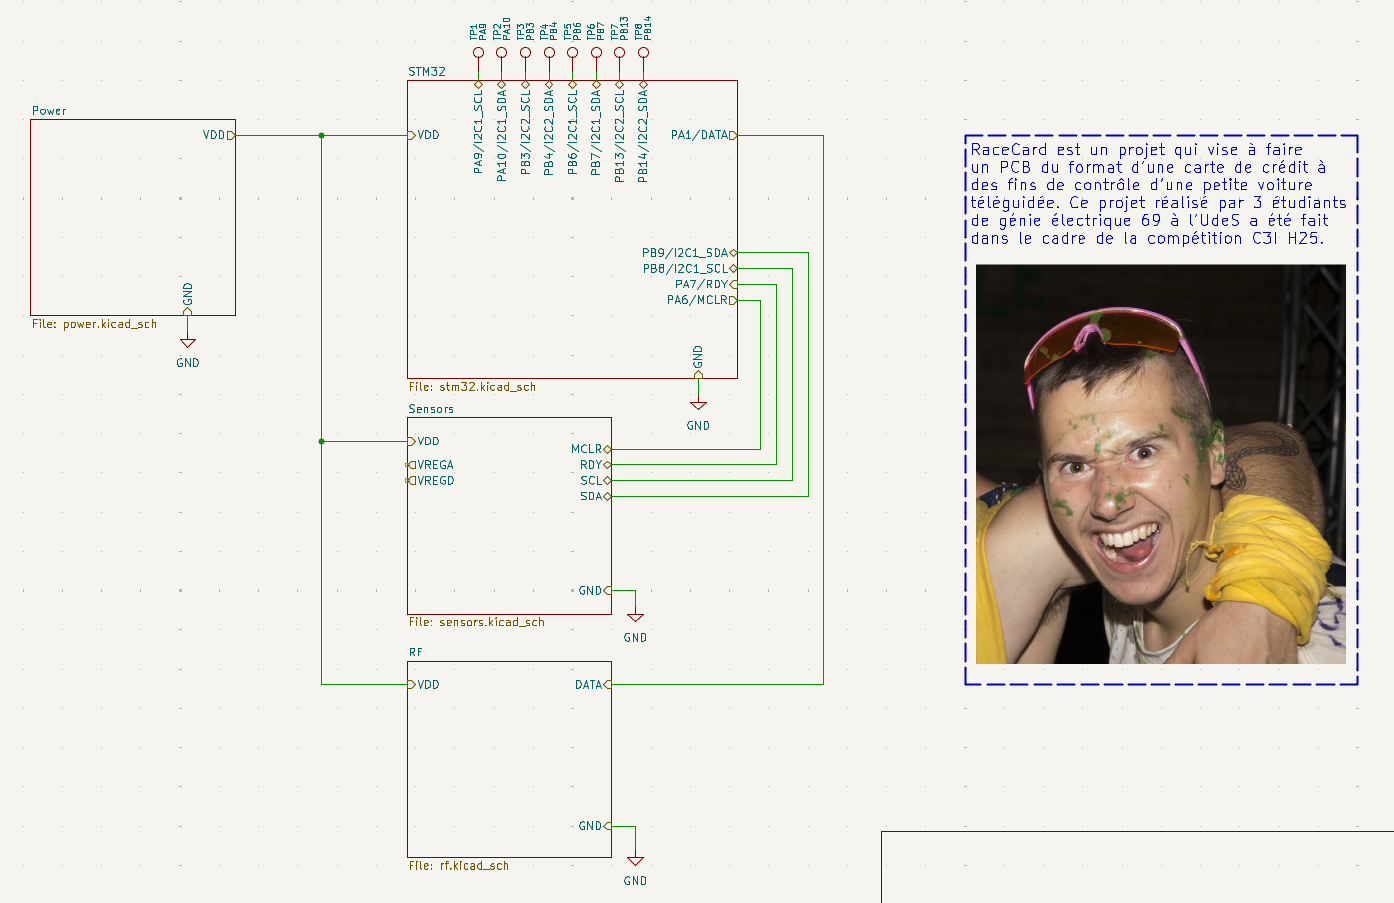 TP1
PA9
TP2
PA10
TP3
PB3
TP4
PB4
TP5
PB6
TP6
PB7
TP7
PB13
TP8
PB14
STM32
PA9/I2C1_SCL
PA10/I2C1_SDA
PB3/I2C2_SCL
PB4/I2C2_SDA
PB6/I2C1_SCL
PB7/I2C1_SDA
PB13/I2C2_SCL
PB14/I2C2_SDA
VDD
PA1/DATA
PB9/I2C1_SDA
PB8/I2C1_SCL
PA7/RDY
PA6/MCLR
GND
File: stm32.kicad_sch
GND
Power
VDD
GND
File: power.kicad_sch
GND
Sensors
VDD
VREGA
VREGD
MCLR
RDY
SCL
SDA
GND
File: sensors.kicad_sch
GND
RF
VDD
DATA
GND
File: rf.kicad_sch
GND
RaceCard est un projet qui vise à faire
un PCB du format d'une carte de crédit à
des fins de contrôle d'une petite voiture
téléguidée. Ce projet réalisé par 3 étudiants
de génie électrique 69 à l'UdeS a été fait
dans le cadre de la compétition C3I H25.